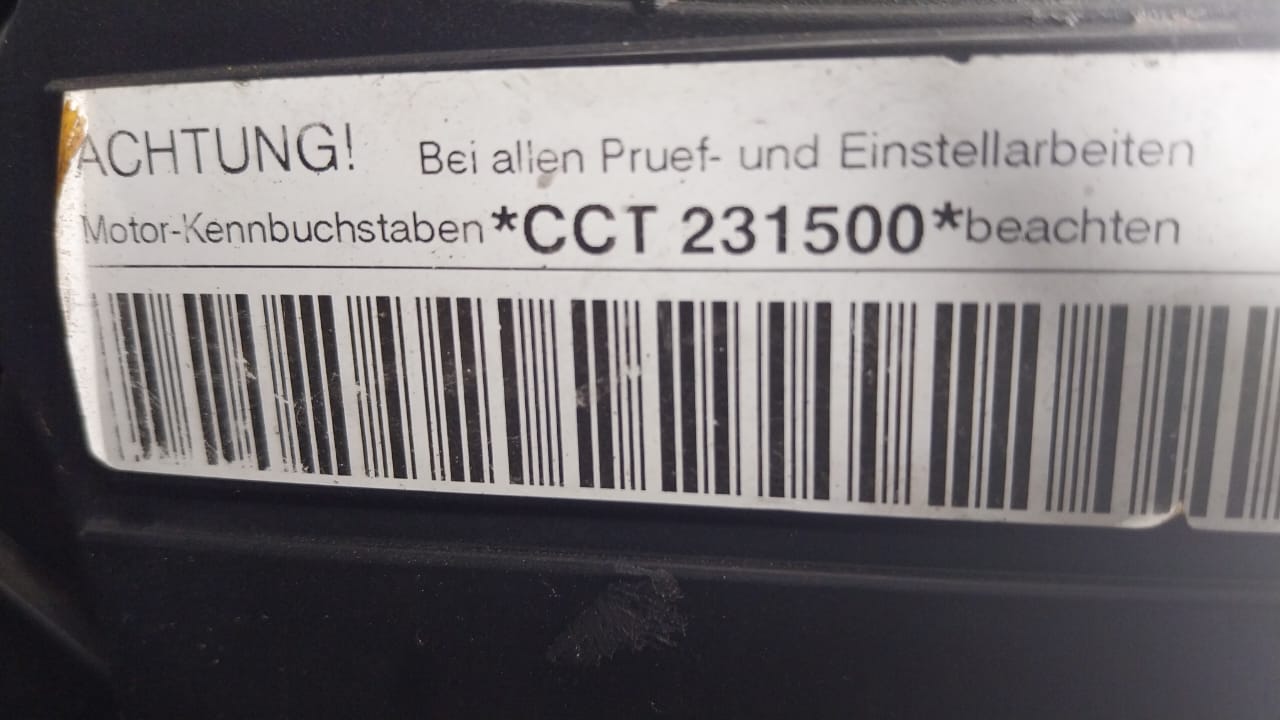 ACHTUNG! Bei allen Pruef- und Einstellarbeiten
Motor-Kennbuchstaben *CCT 231500* beachten